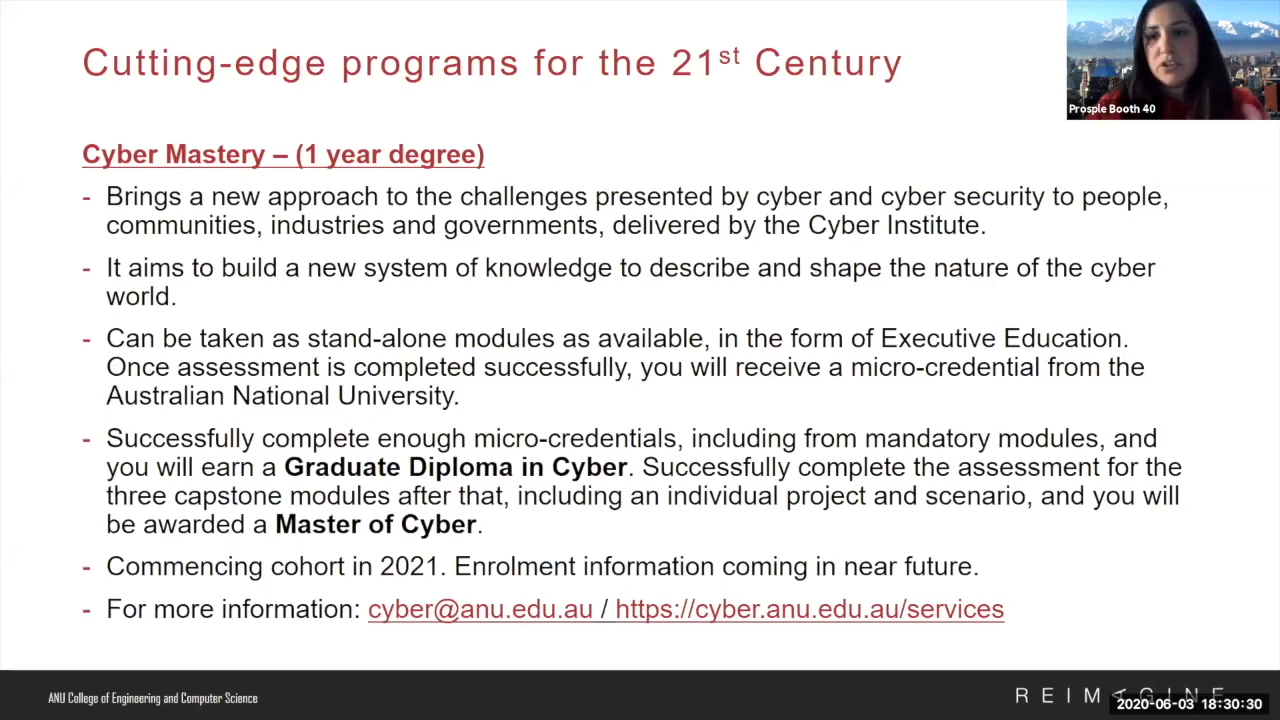 Cutting-edge programs for the 21st Century
Prosple Booth 40
Cyber Mastery – (1 year degree)
- Brings a new approach to the challenges presented by cyber and cyber security to people,
communities, industries and governments, delivered by the Cyber Institute.
- It aims to build a new system of knowledge to describe and shape the nature of the cyber
world.
- Can be taken as stand-alone modules as available, in the form of Executive Education.
Once assessment is completed successfully, you will receive a micro-credential from the
Australian National University.
- Successfully complete enough micro-credentials, including from mandatory modules, and
you will earn a Graduate Diploma in Cyber. Successfully complete the assessment for the
three capstone modules after that, including an individual project and scenario, and you will
be awarded a Master of Cyber.
- Commencing cohort in 2021. Enrolment information coming in near future.
- For more information: cyber@anu.edu.au / https://cyber.anu.edu.au/services
ANU College of Engineering and Computer Science
REIMAGINE
2020-06-03 18:30:30